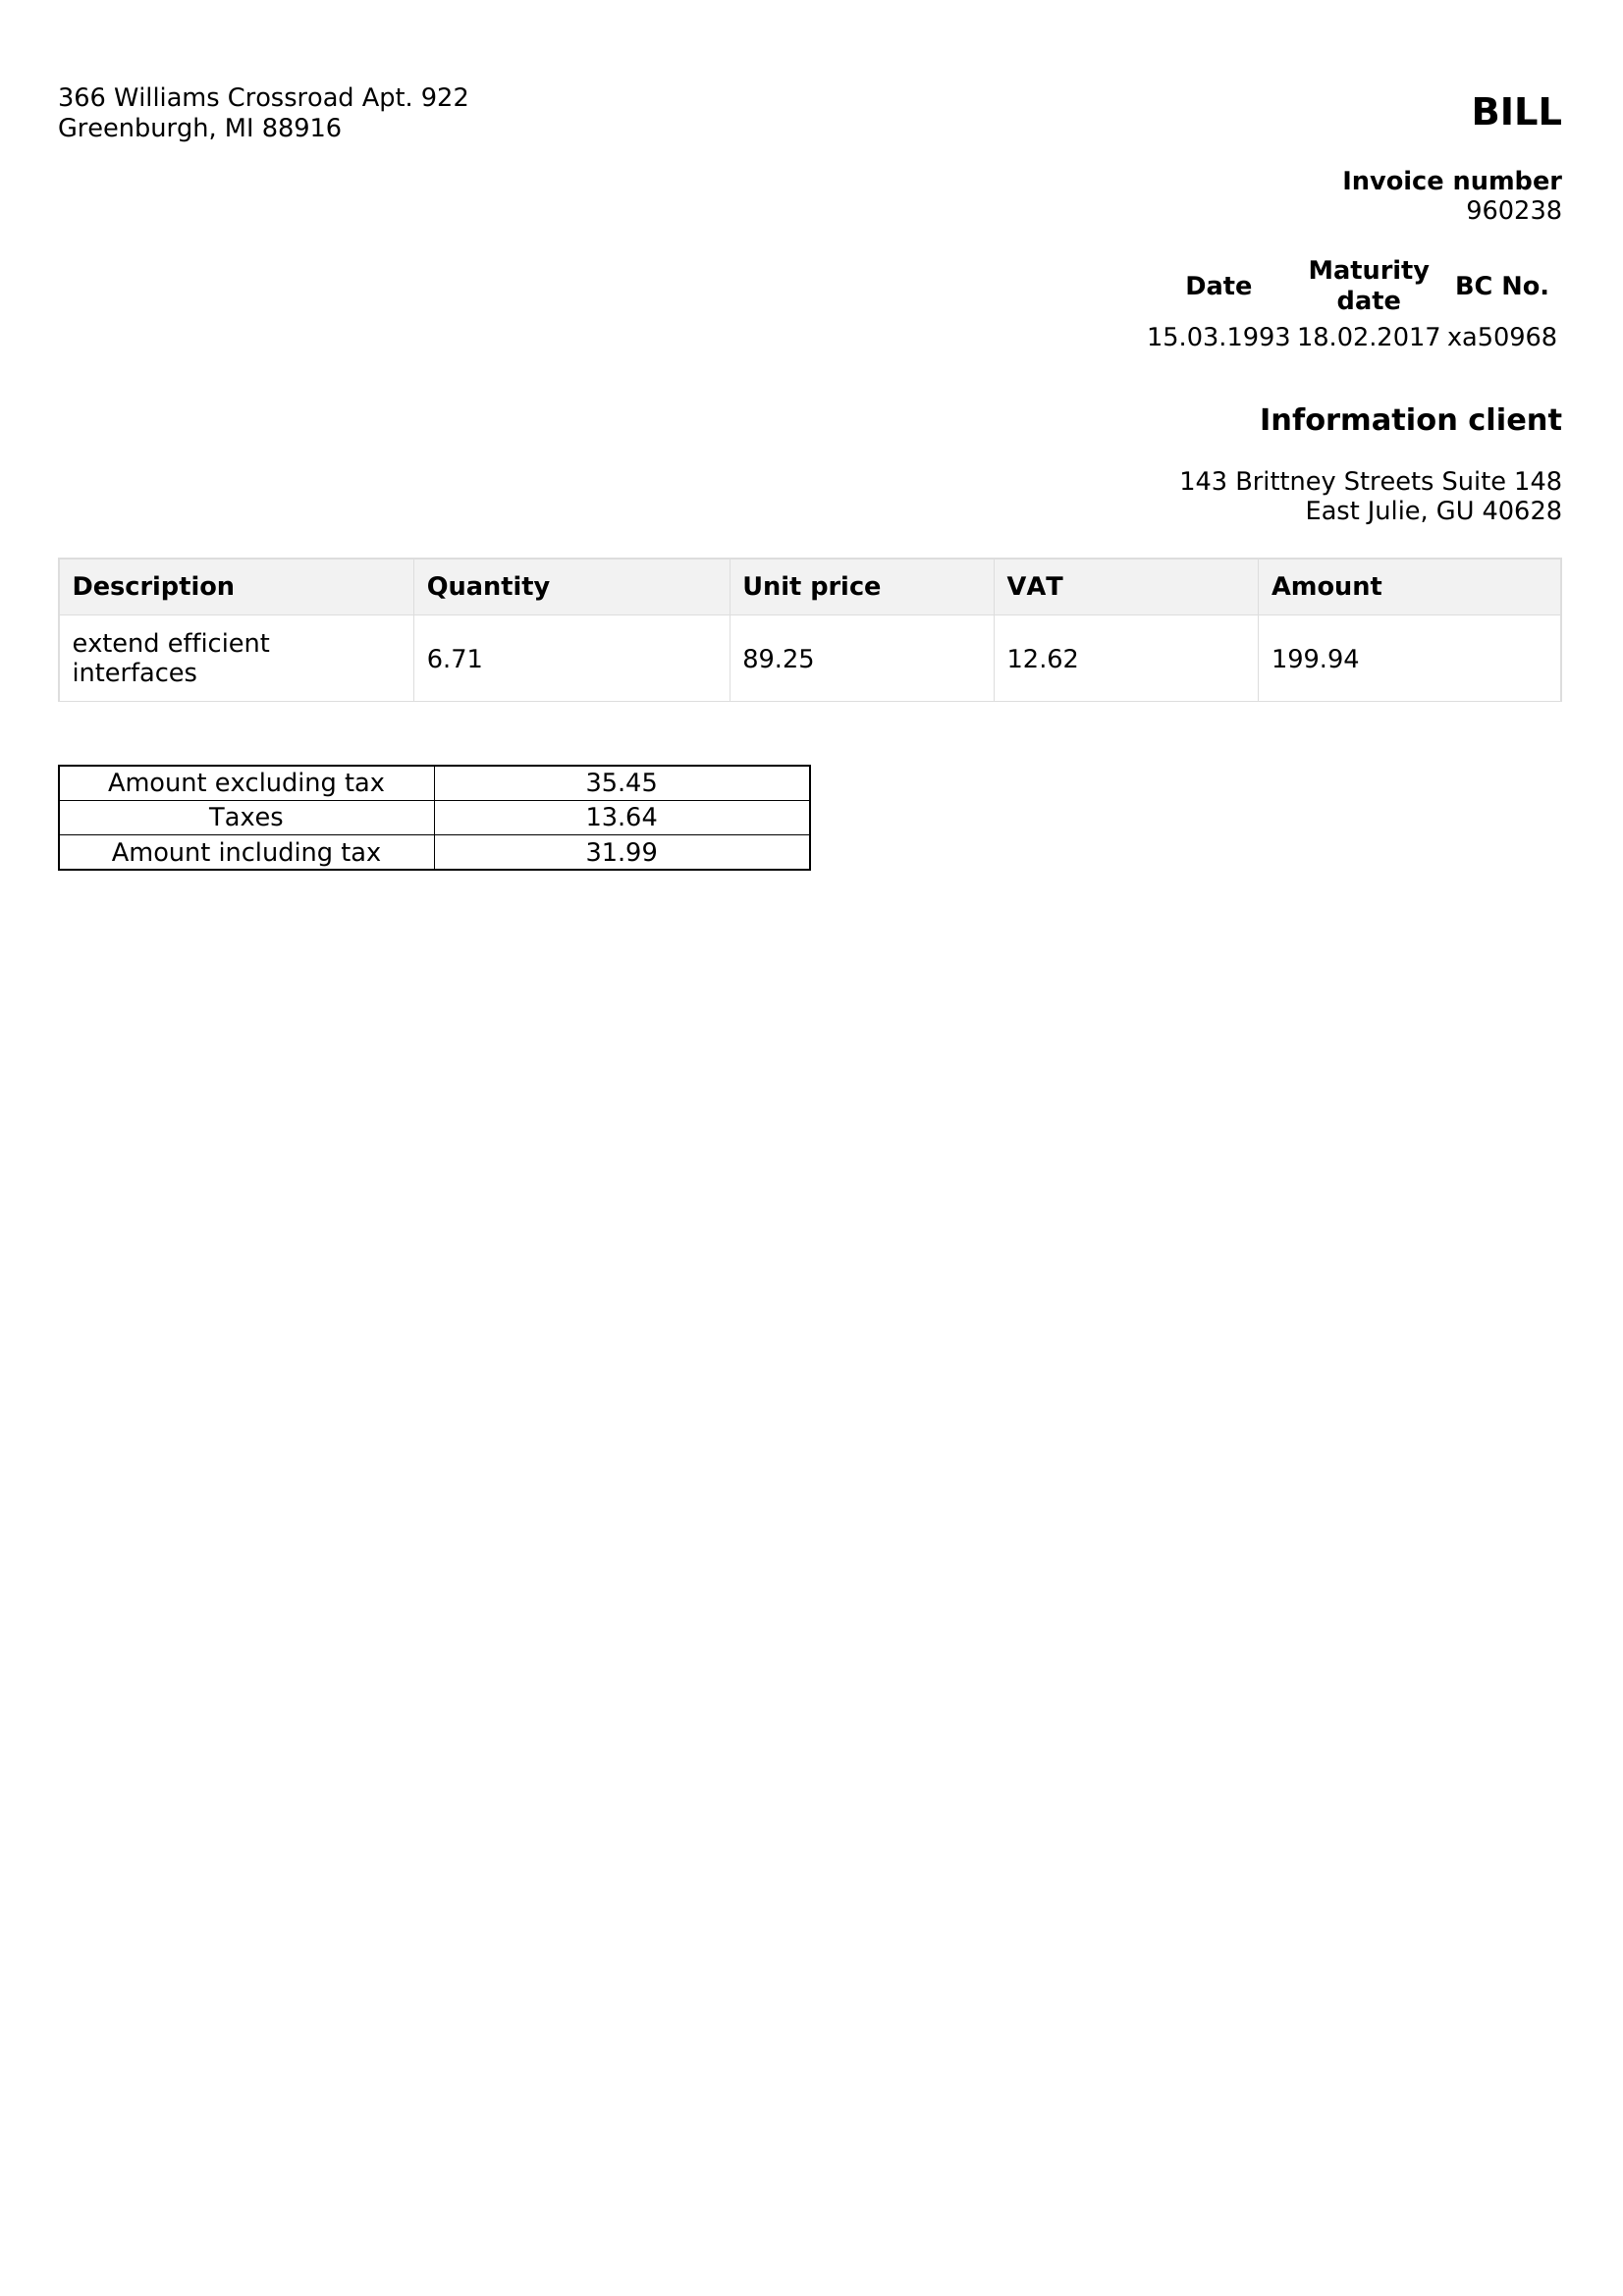 366 Williams Crossroad Apt. 922
Greenburgh, MI 88916
BILL
Invoice number
960238
Date Maturity date BC No.
15.03.1993 18.02.2017 xa50968
Information client
143 Brittney Streets Suite 148
East Julie, GU 40628
Description Quantity Unit price VAT Amount
extend efficient
interfaces 6.71 89.25 12.62 199.94
Amount excluding tax 35.45
Taxes 13.64
Amount including tax 31.99